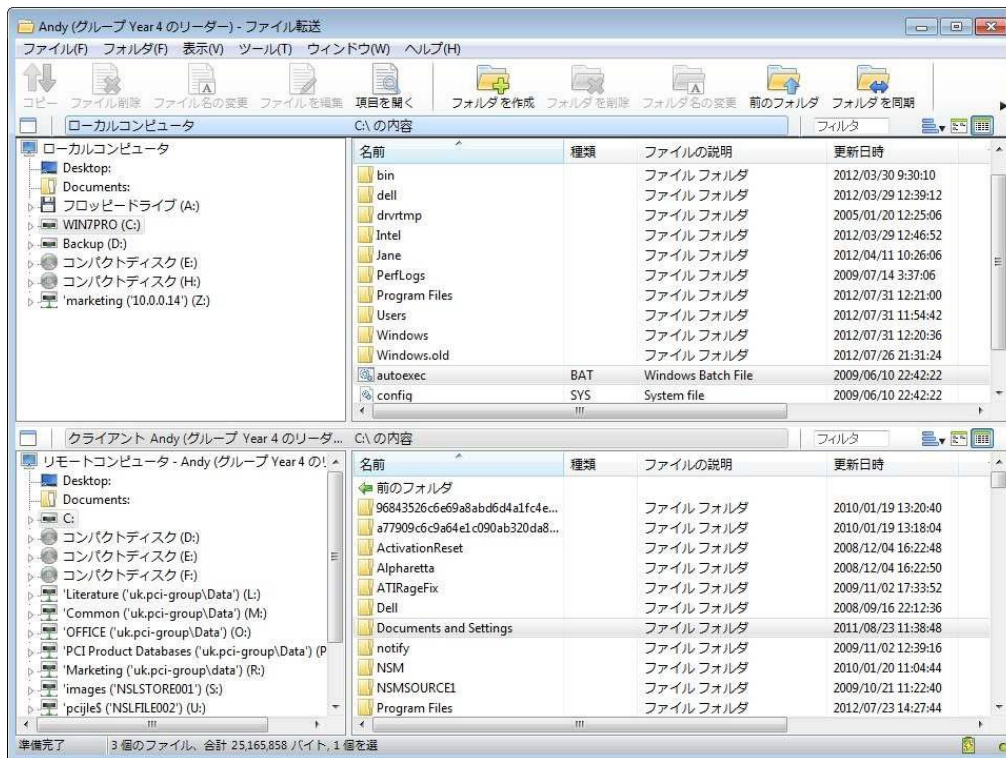 Andy (グループ Year 4 のリーダー) - ファイル転送
ファイル(F) フォルダ(F) 表示(V) ツール(T) ウィンドウ(W) ヘルプ(H)
コピー ファイル削除 ファイル名の変更 ファイルを編集 項目を開く フォルダを作成 フォルダを削除 フォルダ名の変更 前のフォルダ フォルダを同期
ローカルコンピュータ C:\ の内容 フィルタ
ローカルコンピュータ
Desktop:
Documents:
フロッピードライブ (A:)
WIN7PRO (C:)
Backup (D:)
コンパクトディスク (E:)
コンパクトディスク (H:)
'marketing ('10.0.0.14') (Z:)
名前 種類 ファイルの説明 更新日時
bin ファイル フォルダ 2012/03/30 9:30:10
dell ファイル フォルダ 2012/03/29 12:39:12
drvrtmp ファイル フォルダ 2005/01/20 12:25:06
Intel ファイル フォルダ 2012/03/29 12:46:52
Jane ファイル フォルダ 2012/04/11 10:26:06
PerfLogs ファイル フォルダ 2009/07/14 3:37:06
Program Files ファイル フォルダ 2012/07/31 12:21:00
Users ファイル フォルダ 2012/07/31 11:54:42
Windows ファイル フォルダ 2012/07/31 12:20:36
Windows.old ファイル フォルダ 2012/07/26 21:31:24
autoexec BAT Windows Batch File 2009/06/10 22:42:22
config SYS System file 2009/06/10 22:42:22
クライアント Andy (グループ Year 4 のリーダ... C:\ の内容 フィルタ
リモートコンピュータ - Andy (グループ Year 4 の
Desktop:
Documents:
C:
コンパクトディスク (D:)
コンパクトディスク (E:)
コンパクトディスク (F:)
'Literature ('uk.pci-group\Data') (L:)
'Common ('uk.pci-group\Data') (M:)
'OFFICE ('uk.pci-group\Data') (O:)
'PCI Product Databases ('uk.pci-group\Data') (P
'Marketing ('uk.pci-group\data') (R:)
'images ('NSLSTORE001') (S:)
'pcijle$ ('NSLFILE002') (U:)
名前 種類 ファイルの説明 更新日時
前のフォルダ
96843526c6e69a8abd6d4a1fc4e... ファイル フォルダ 2010/01/19 13:20:40
a77909c6c9a64e1c090ab320da8... ファイル フォルダ 2010/01/19 13:18:04
ActivationReset ファイル フォルダ 2008/12/04 16:22:48
Alpharetta ファイル フォルダ 2008/12/04 16:22:50
ATIRageFix ファイル フォルダ 2009/11/02 17:33:52
Dell ファイル フォルダ 2008/09/16 22:12:36
Documents and Settings ファイル フォルダ 2011/08/23 11:38:48
notify ファイル フォルダ 2009/11/02 12:39:16
NSM ファイル フォルダ 2010/01/20 11:04:44
NSMSOURCE1 ファイル フォルダ 2009/10/21 11:22:40
Program Files ファイル フォルダ 2012/07/23 14:27:44
準備完了 3 個のファイル、合計 25,165,858 バイト, 1 個を選